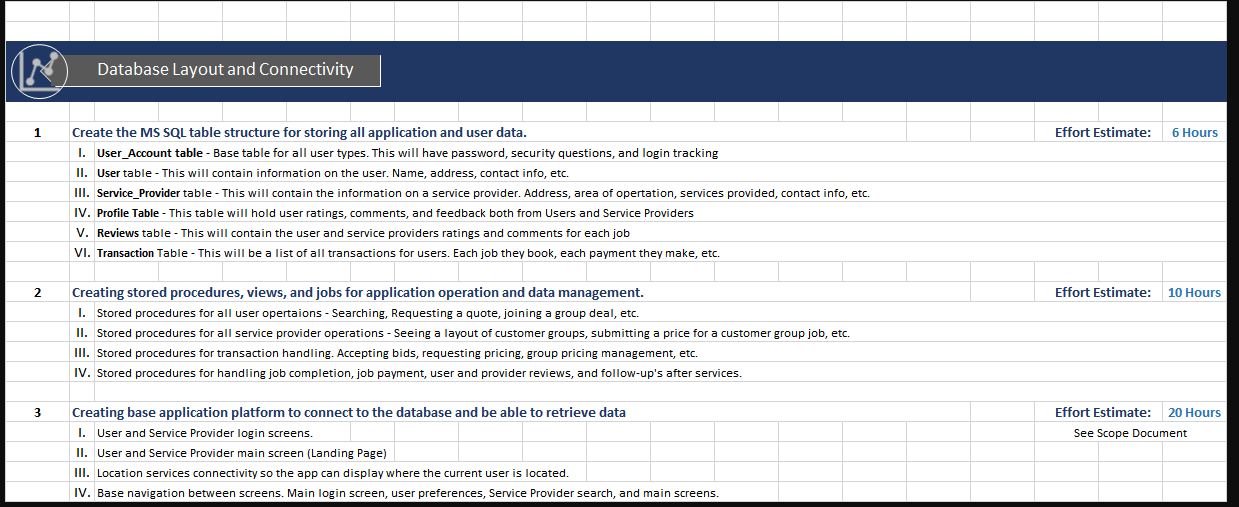 Database Layout and Connectivity
1 Create the MS SQL table structure for storing all application and user data. Effort Estimate: 6 Hours
I. User_Account table - Base table for all user types. This will have password, security questions, and login tracking
II. User table - This will contain information on the user. Name, address, contact info, etc.
III. Service_Provider table - This will contain the information on a service provider. Address, area of opertation, services provided, contact info, etc.
IV. Profile Table - This table will hold user ratings, comments, and feedback both from Users and Service Providers
V. Reviews table - This will contain the user and service providers ratings and comments for each job
VI. Transaction Table - This will be a list of all transactions for users. Each job they book, each payment they make, etc.
2 Creating stored procedures, views, and jobs for application operation and data management. Effort Estimate: 10 Hours
I. Stored procedures for all user opertaions - Searching, Requesting a quote, joining a group deal, etc.
II. Stored procedures for all service provider operations - Seeing a layout of customer groups, submitting a price for a customer group job, etc.
III. Stored procedures for transaction handling. Accepting bids, requesting pricing, group pricing management, etc.
IV. Stored procedures for handling job completion, job payment, user and provider reviews, and follow-up's after services.
3 Creating base application platform to connect to the database and be able to retrieve data Effort Estimate: 20 Hours
I. User and Service Provider login screens. See Scope Document
II. User and Service Provider main screen (Landing Page)
III. Location services connectivity so the app can display where the current user is located.
IV. Base navigation between screens. Main login screen, user preferences, Service Provider search, and main screens.